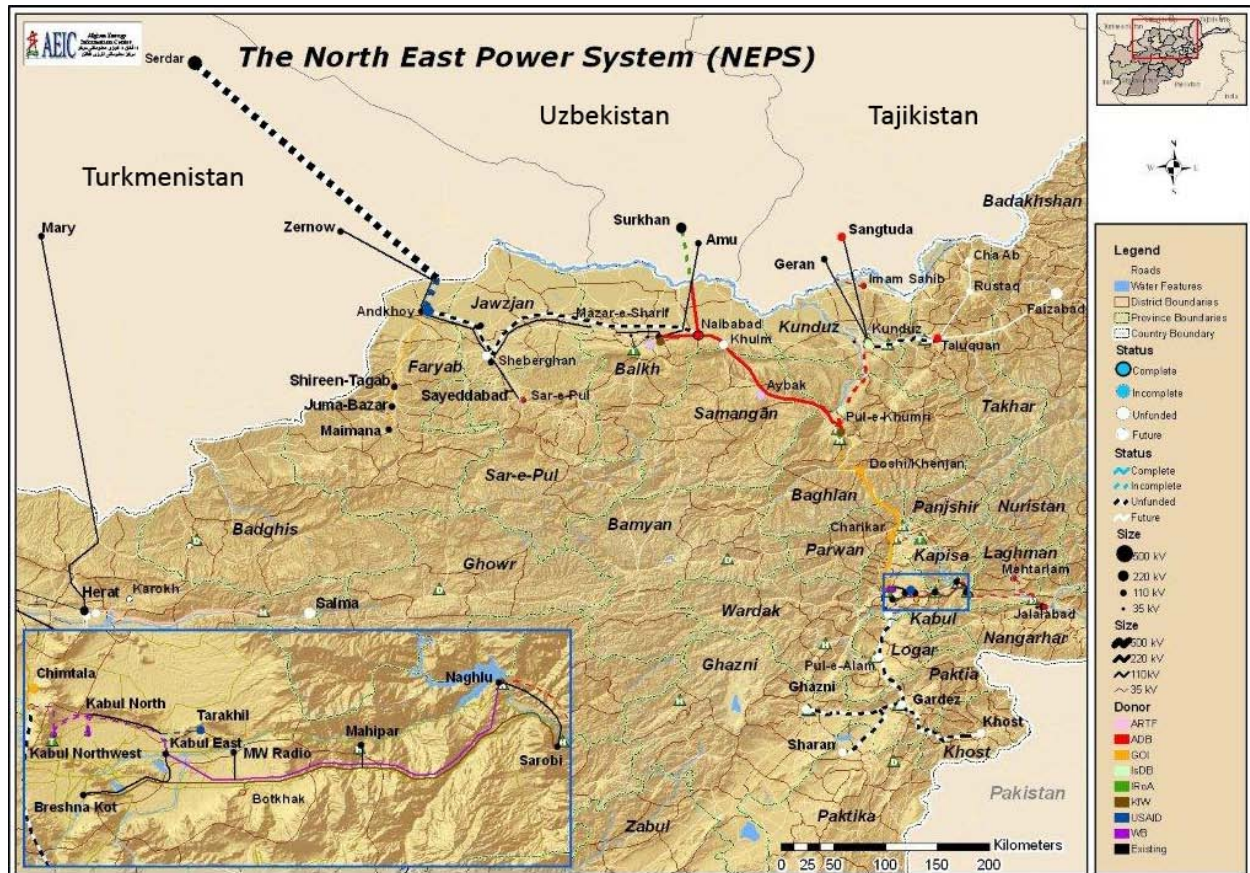 AEIC
Afghan Energy
Information Center
The North East Power System (NEPS)
Serdar
Uzbekistan
Tajikistan
Turkmenistan
Badakhshan
Mary
Zernow
Surkhan
Amu
Sangtuda
Geran
Cha Ab
Imam Sahib
Rustaq
Faizabad
Andkhoy
Jawzjan
Mazar-e-Sharif
Naibabad
Kunduz
Kunduz
Khulm
Taluquan
Sheberghan
Faryab
Balkh
Shireen-Tagab
Sayeddabad
Sar-e-Pul
Aybak
Juma-Bazar
Samangān
Pul-e-Khumri
Takhar
Maimana
Sar-e-Pul
Doshi/Khenjan
Baghlan
Panjshir
Nuristan
Badghis
Bamyan
Charikar
Parwan
Kapisa
Laghman
Ghowr
Mehtarlam
Herat
Karokh
Salma
Wardak
Kabul
Jalalabad
Nangarhar
Logar
Pul-e-Alam
Paktia
Ghazni
Ghazni
Gardez
Khost
Sharan
Khost
Pakistan
Paktika
Zabul
Chimtala
Naghlu
Kabul North
Tarakhil
Mahipar
Kabul Northwest
Kabul East
MW Radio
Sarobi
Breshna Kot
Botkhak
Kilometers
0 25 50 100 150 200
N
W E
S
Legend
Roads
Water Features
District Boundaries
Province Boundaries
Country Boundary
Status
Complete
Incomplete
Unfunded
Future
Status
Complete
Incomplete
Unfunded
Future
Size
500 kV
220 kV
110 kV
35 kV
Size
500 kV
220 kV
110kV
35 kV
Donor
ARTF
ADB
GOI
IsDB
IRoA
KfW
USAID
WB
Existing